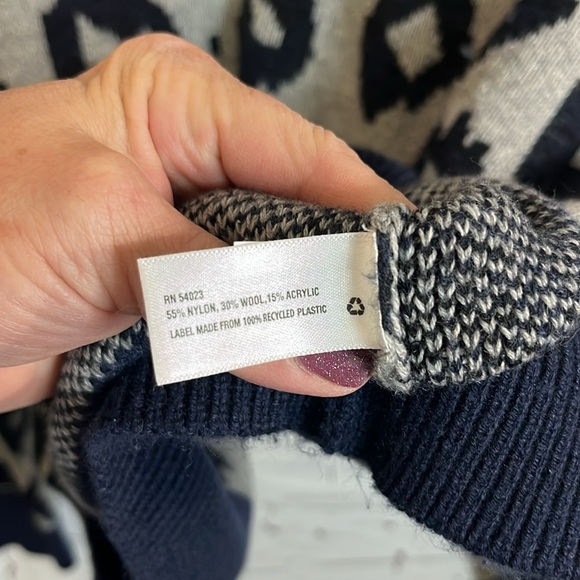 RN 54023
55% NYLON, 30% WOOL,15% ACRYLIC
LABEL MADE FROM 100% RECYCLED PLASTIC